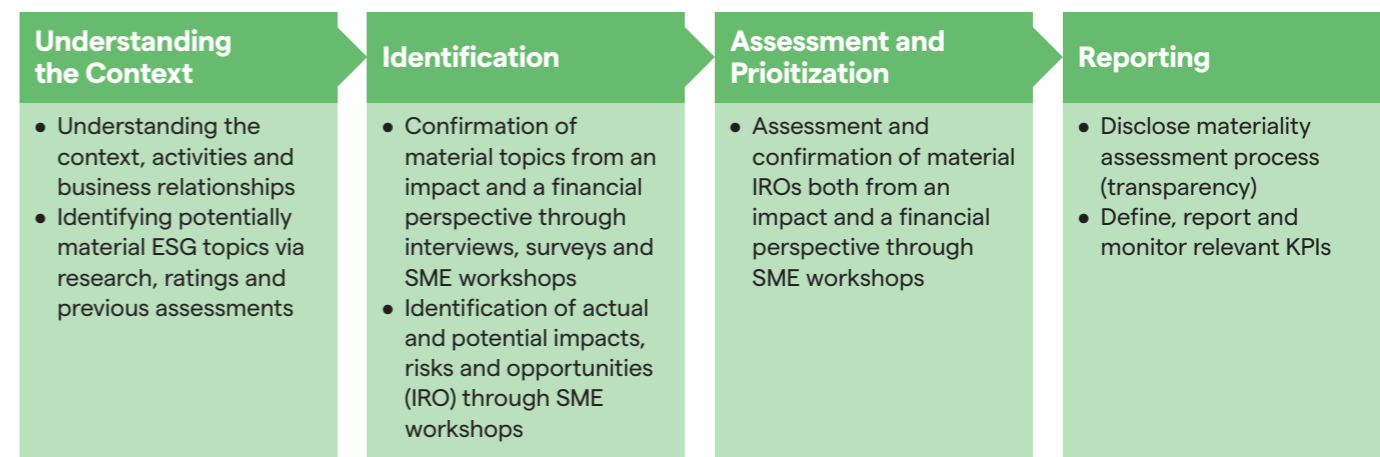 Understanding
the Context
● Understanding the
context, activities and
business relationships
● Identifying potentially
material ESG topics via
research, ratings and
previous assessments
Identification
● Confirmation of
material topics from an
impact and a financial
perspective through
interviews, surveys and
SME workshops
● Identification of actual
and potential impacts,
risks and opportunities
(IRO) through SME
workshops
Assessment and
Prioitization
● Assessment and
confirmation of material
IROs both from an
impact and a financial
perspective through
SME workshops
Reporting
● Disclose materiality
assessment process
(transparency)
● Define, report and
monitor relevant KPIs